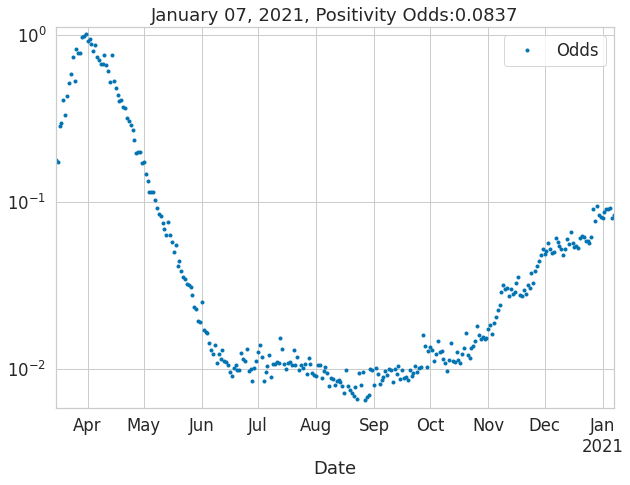 January 07, 2021, Positivity Odds:0.0837
Odds
10⁰
10⁻¹
10⁻²
Apr May Jun Jul Aug Sep Oct Nov Dec Jan
2021
Date